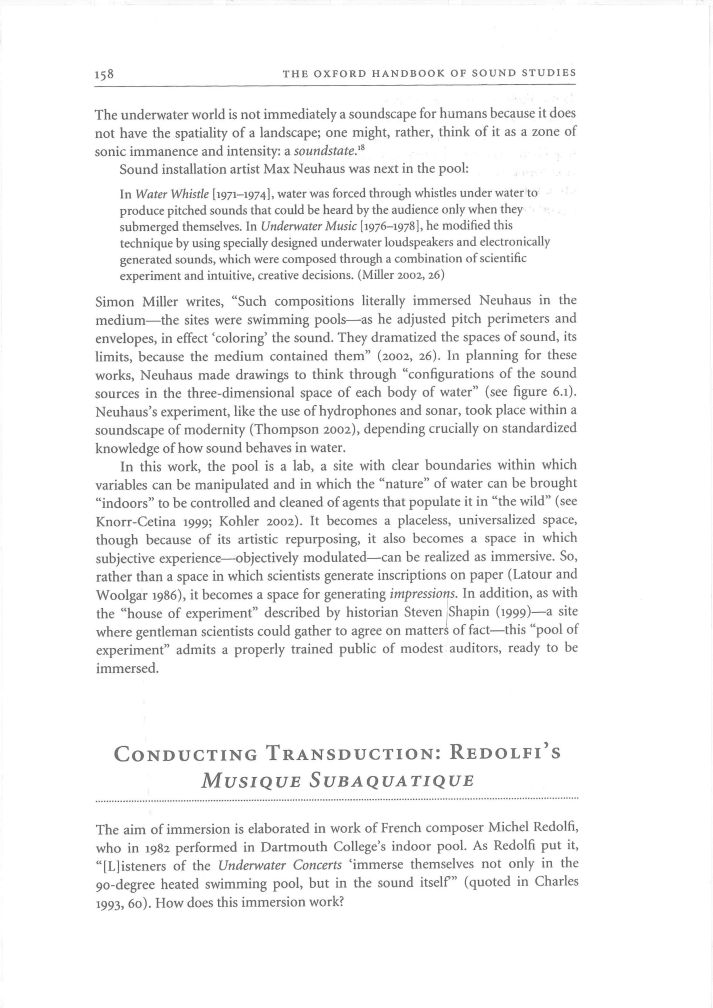 158 THE OXFORD HANDBOOK OF SOUND STUDIES
The underwater world is not immediately a soundscape for humans because it does
not have the spatiality of a landscape; one might, rather, think of it as a zone of
sonic immanence and intensity: a soundstate.18
Sound installation artist Max Neuhaus was next in the pool:
In Water Whistle [1971–1974], water was forced through whistles under water to
produce pitched sounds that could be heard by the audience only when they
submerged themselves. In Underwater Music [1976–1978], he modified this
technique by using specially designed underwater loudspeakers and electronically
generated sounds, which were composed through a combination of scientific
experiment and intuitive, creative decisions. (Miller 2002, 26)
Simon Miller writes, “Such compositions literally immersed Neuhaus in the
medium—the sites were swimming pools—as he adjusted pitch perimeters and
envelopes, in effect ‘coloring’ the sound. They dramatized the spaces of sound, its
limits, because the medium contained them” (2002, 26). In planning for these
works, Neuhaus made drawings to think through “configurations of the sound
sources in the three-dimensional space of each body of water” (see figure 6.1).
Neuhaus’s experiment, like the use of hydrophones and sonar, took place within a
soundscape of modernity (Thompson 2002), depending crucially on standardized
knowledge of how sound behaves in water.
In this work, the pool is a lab, a site with clear boundaries within which
variables can be manipulated and in which the “nature” of water can be brought
“indoors” to be controlled and cleaned of agents that populate it in “the wild” (see
Knorr-Cetina 1999; Kohler 2002). It becomes a placeless, universalized space,
though because of its artistic repurposing, it also becomes a space in which
subjective experience—objectively modulated—can be realized as immersive. So,
rather than a space in which scientists generate inscriptions on paper (Latour and
Woolgar 1986), it becomes a space for generating impressions. In addition, as with
the “house of experiment” described by historian Steven Shapin (1999)—a site
where gentleman scientists could gather to agree on matters of fact—this “pool of
experiment” admits a properly trained public of modest auditors, ready to be
immersed.
Conducting Transduction: Redolfi’s
Musique Subaquatique
The aim of immersion is elaborated in work of French composer Michel Redolfi,
who in 1982 performed in Dartmouth College’s indoor pool. As Redolfi put it,
“[L]isteners of the Underwater Concerts ‘immerse themselves not only in the
90-degree heated swimming pool, but in the sound itself’” (quoted in Charles
1993, 60). How does this immersion work?